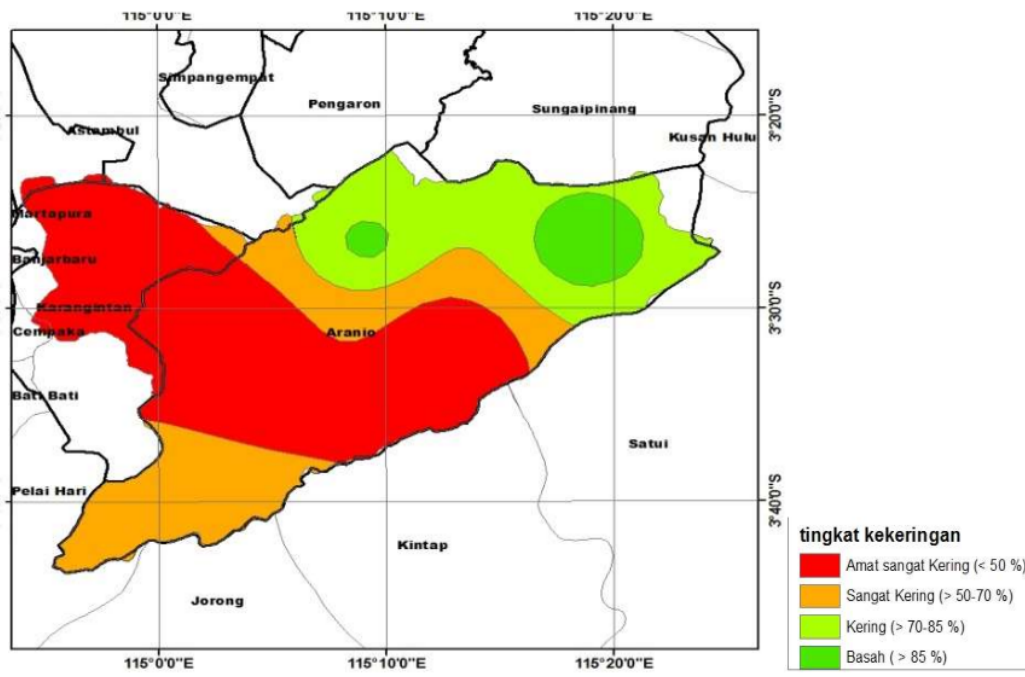 115°0'0"E 115°10'0"E 115°20'0"E
Simpangempat
Pengaron
Sungaipinang
3°20'0"S
Astambul
Kusan Hulu
Martapura
Banjarbaru
Karangintan
3°30'0"S
Cempaka
Aranio
Bati Bati
Satui
Pelai Hari
3°40'0"S
Kintap
Jorong
115°0'0"E 115°10'0"E 115°20'0"E
tingkat kekeringan
Amat sangat Kering (< 50 %)
Sangat Kering (> 50-70 %)
Kering (> 70-85 %)
Basah ( > 85 %)